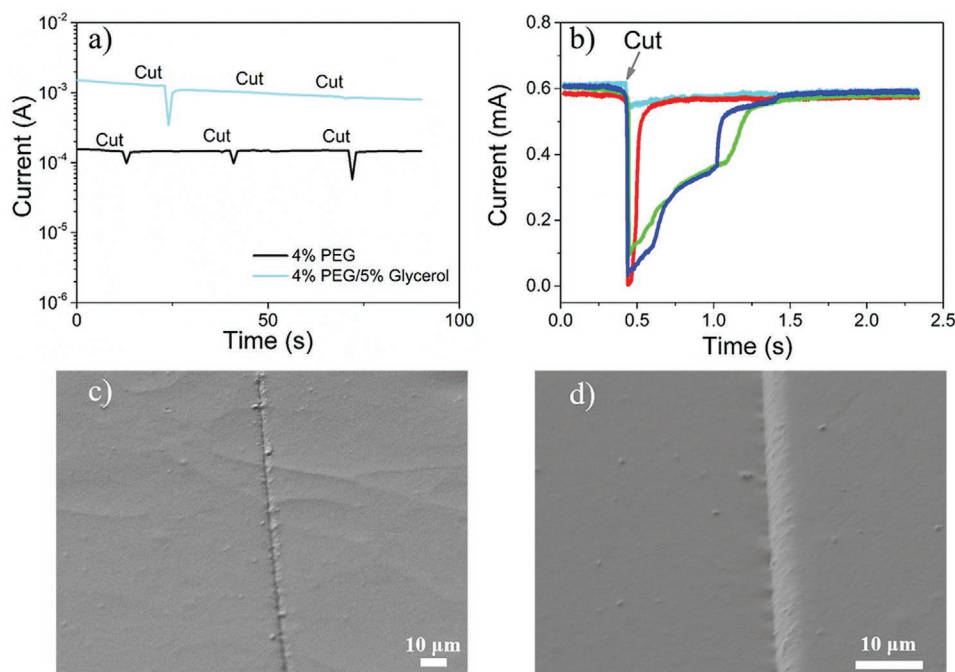 a)
10⁻²
10⁻³
10⁻⁴
10⁻⁵
10⁻⁶
Current (A)
Cut Cut Cut
Cut Cut Cut
4% PEG
4% PEG/5% Glycerol
0 50 100
Time (s)
b)
Cut
0.8
0.6
0.4
0.2
0.0
Current (mA)
0.0 0.5 1.0 1.5 2.0 2.5
Time (s)
c)
10 µm
d)
10 µm